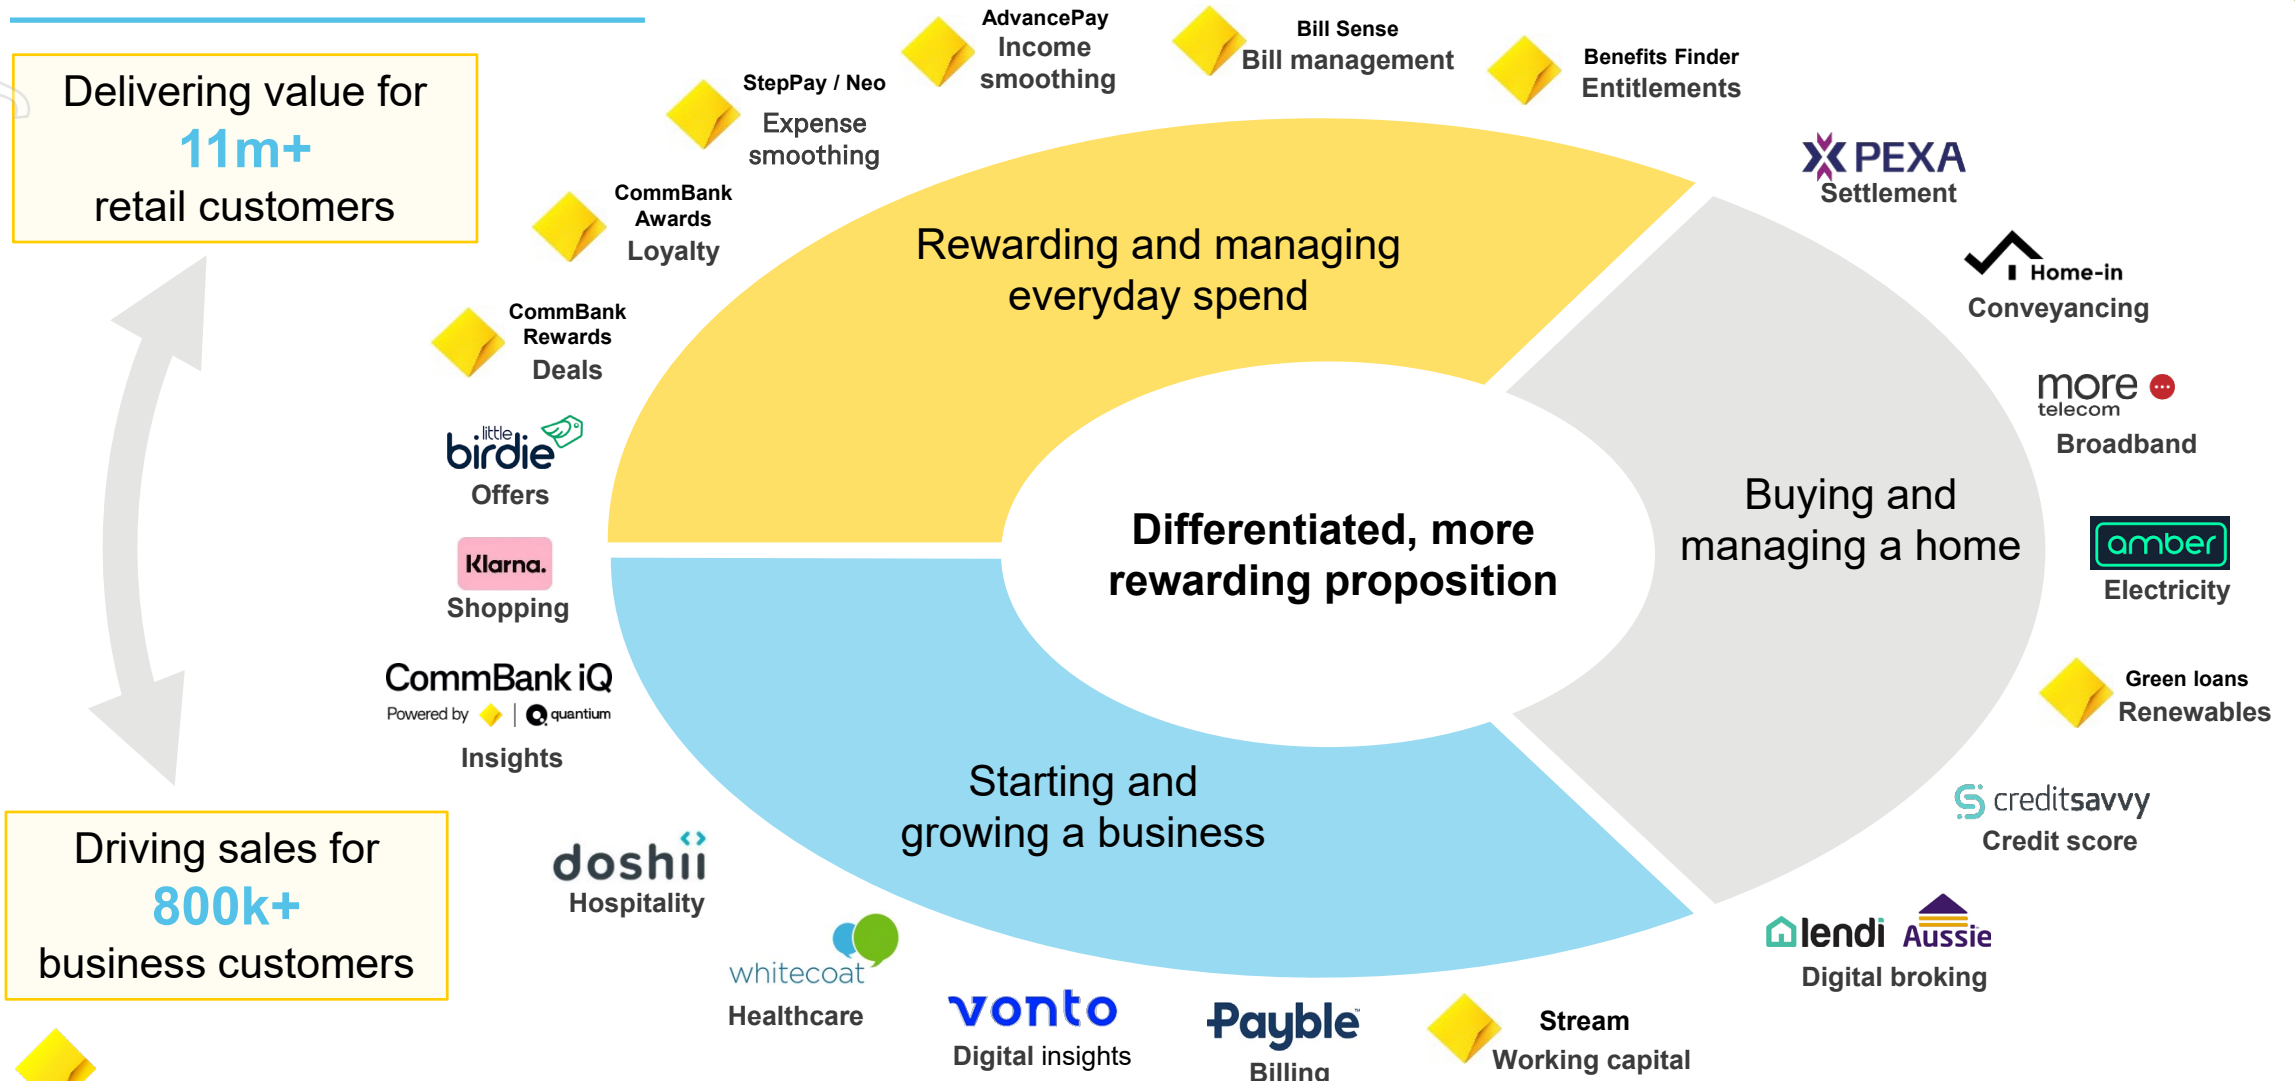 Delivering value for
11m+
retail customers
Driving sales for
800k+
business customers
AdvancePay
Income
smoothing
Bill Sense
Bill management
Benefits Finder
Entitlements
StepPay / Neo
Expense
smoothing
CommBank
Awards
Loyalty
CommBank
Rewards
Deals
little
birdie
Offers
Klarna.
Shopping
CommBank iQ
Powered by | quantium
Insights
doshii
Hospitality
whitecoat
Healthcare
vonto
Digital insights
Payble
Billing
Stream
Working capital
lendi Aussie
Digital broking
creditsavvy
Credit score
Green loans
Renewables
amber
Electricity
more
telecom
Broadband
Home-in
Conveyancing
PEXA
Settlement
Rewarding and managing
everyday spend
Buying and
managing a home
Starting and
growing a business
Differentiated, more
rewarding proposition